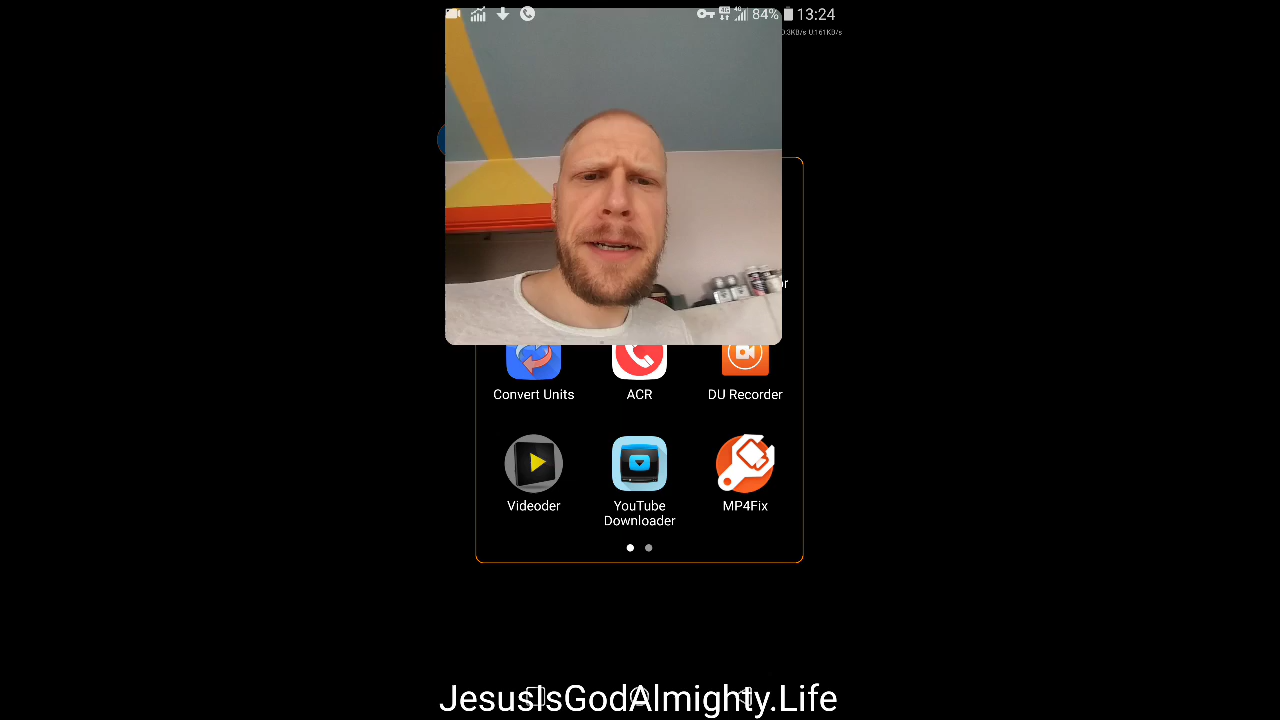 84% 13:24
Convert Units
ACR
DU Recorder
Videoder
YouTube
Downloader
MP4Fix
JesusIsGodAlmighty.Life